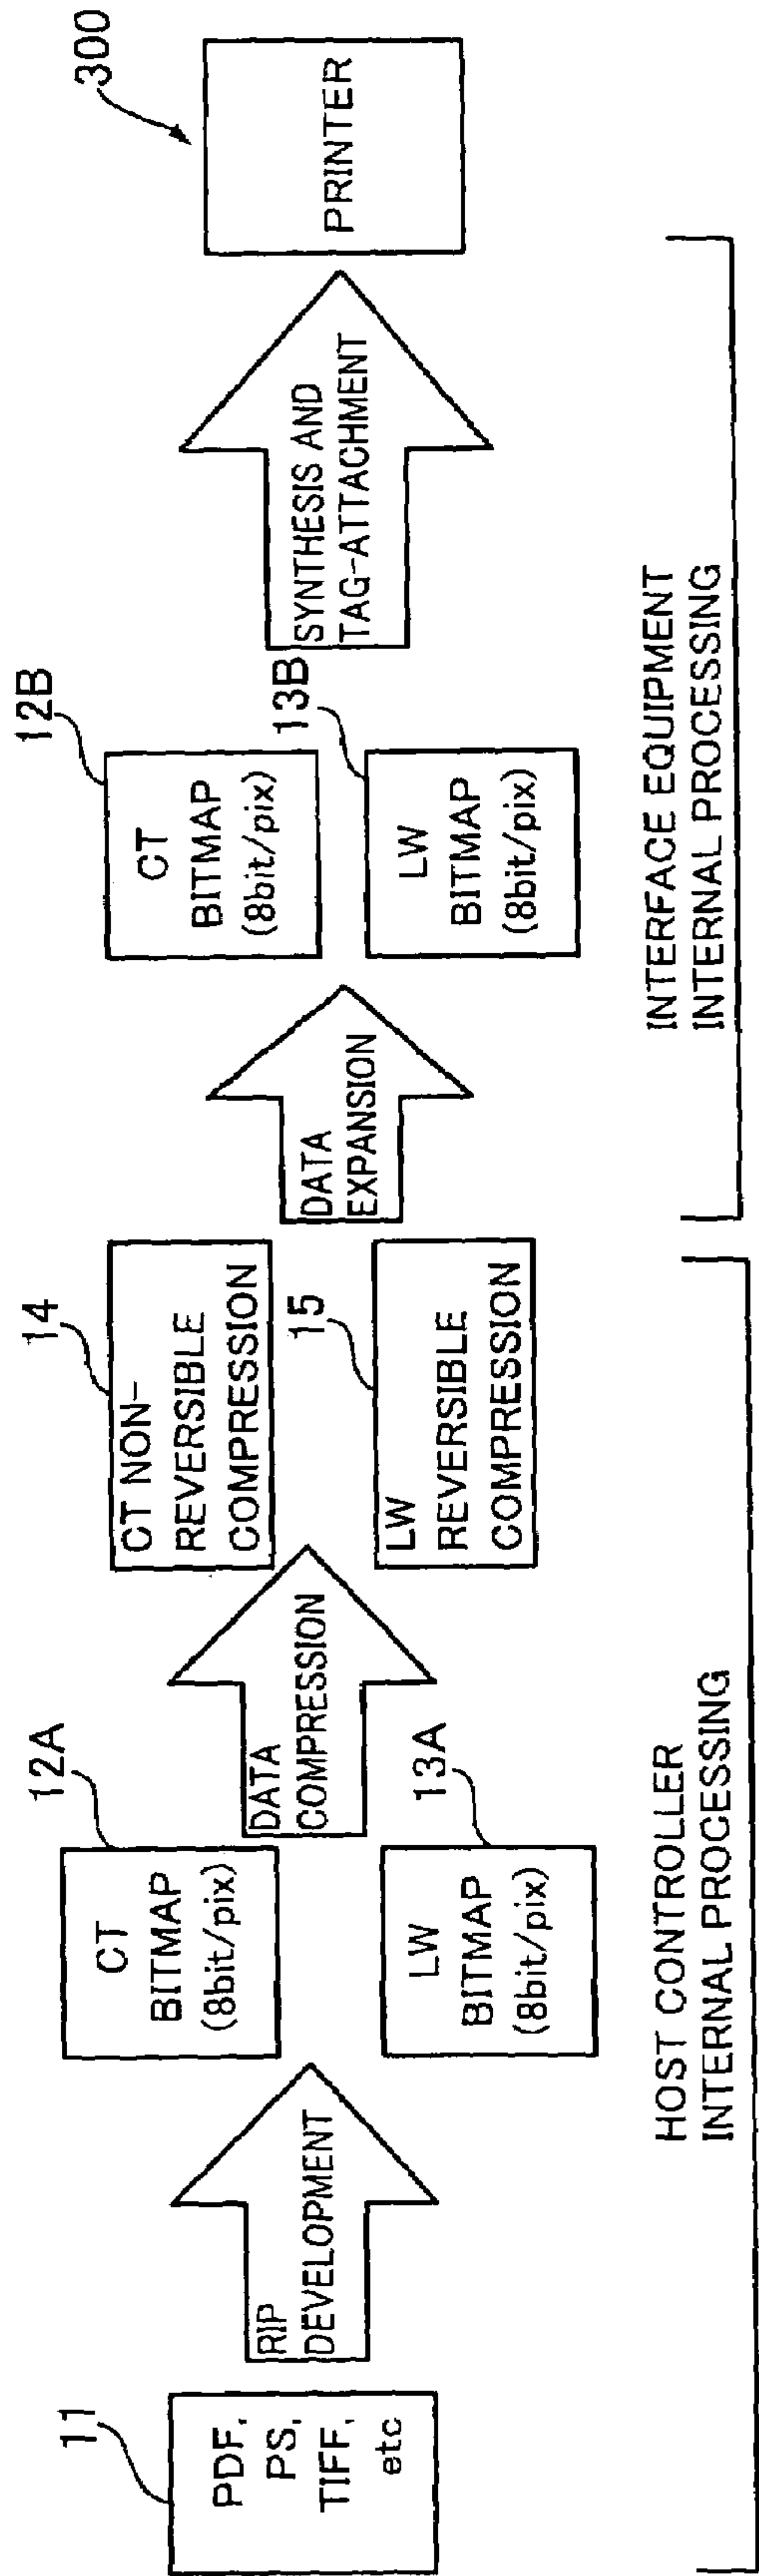 11
PDF,
PS,
TIFF,
etc
RIP
DEVELOPMENT
12A
CT
BITMAP
(8bit/pix)
13A
LW
BITMAP
(8bit/pix)
DATA
COMPRESSION
14
CT NON-
REVERSIBLE
COMPRESSION
15
LW
REVERSIBLE
COMPRESSION
DATA
EXPANSION
12B
CT
BITMAP
(8bit/pix)
13B
LW
BITMAP
(8bit/pix)
SYNTHESIS AND
TAG-ATTACHMENT
300
PRINTER
HOST CONTROLLER
INTERNAL PROCESSING
INTERFACE EQUIPMENT
INTERNAL PROCESSING